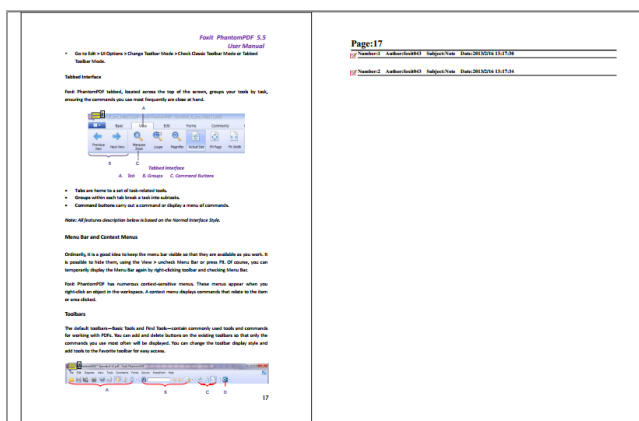 Foxit PhantomPDF 5.5
User Manual
Go to Edit > UI Options > Change Toolbar Mode > Check Classic Toolbar Mode or Tabbed
Toolbar Mode.
Tabbed Interface
Foxit PhantomPDF tabbed, located across the top of the screen, groups your tools by task,
ensuring the commands you use most frequently are close at hand.
A
Basic View Edit Forms Comments
Previous View Next View Marquee Zoom Loupe Magnifier Actual Size Fit Page Fit Width
B C
Tabbed Interface
A. Tab B. Groups C. Command Buttons
• Tabs are home to a set of task-related tools.
• Groups within each tab break a task into subtasks.
• Command buttons carry out a command or display a menu of commands.
Note: All features description below is based on the Normal Interface Style.
Menu Bar and Context Menus
Ordinarily, it is a good idea to keep the menu bar visible so that they are available as you work. It
is possible to hide them, using the View > uncheck Menu Bar or press F9. Of course, you can
temporarily display the Menu Bar again by right-clicking toolbar and checking Menu Bar.
Foxit PhantomPDF has numerous context-sensitive menus. These menus appear when you
right-click an object in the workspace. A context menu displays commands that relate to the item
or area clicked.
Toolbars
The default toolbars—Basic Tools and Find Tools—contain commonly used tools and commands
for working with PDFs. You can add and delete buttons on the existing toolbars so that only the
commands you use most often will be displayed. You can change the toolbar display style and
add tools to the Favorite toolbar for easy access.
A B C D
17
Page:17
Number:1 Author:foxit043 Subject:Note Date:2013/2/16 13:17:30
Number:2 Author:foxit043 Subject:Note Date:2013/2/16 13:17:34